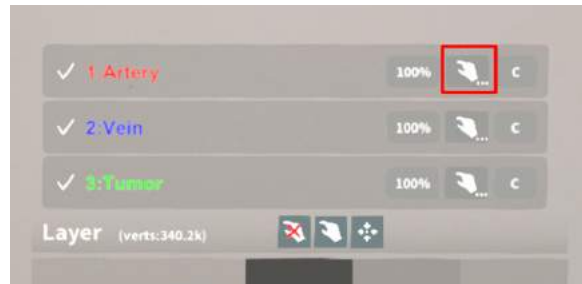 1:Artery 100% C
2:Vein 100% C
3:Tumor 100% C
Layer (verts:340.2k)